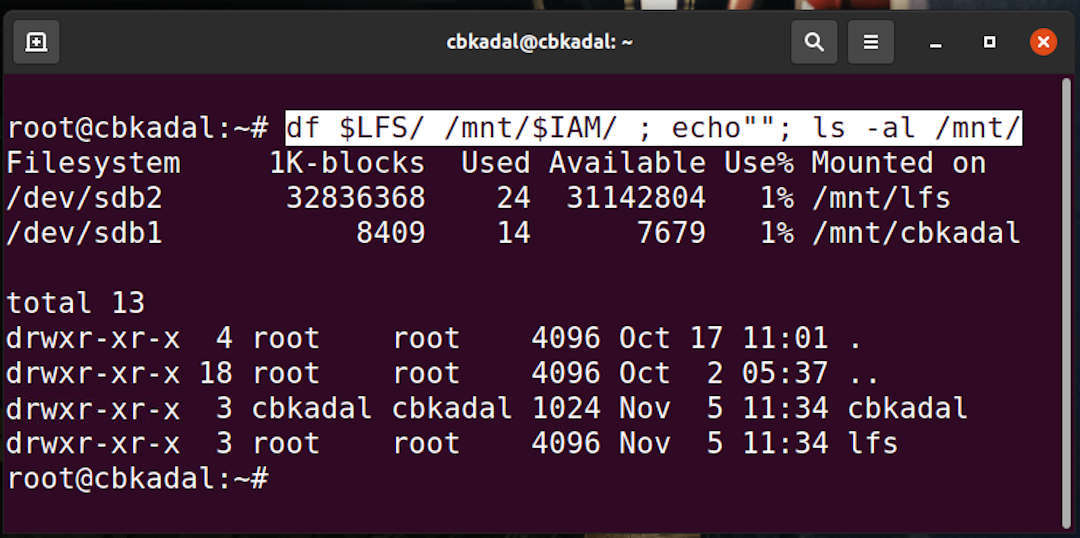 cbkadal@cbkadal: ~
root@cbkadal:~# df $LFS/ /mnt/$IAM/ ; echo""; ls -al /mnt/
Filesystem     1K-blocks  Used Available Use% Mounted on
/dev/sdb2       32836368    24  31142804   1% /mnt/lfs
/dev/sdb1           8409    14      7679   1% /mnt/cbkadal

total 13
drwxr-xr-x  4 root    root    4096 Oct 17 11:01 .
drwxr-xr-x 18 root    root    4096 Oct  2 05:37 ..
drwxr-xr-x  3 cbkadal cbkadal 1024 Nov  5 11:34 cbkadal
drwxr-xr-x  3 root    root    4096 Nov  5 11:34 lfs
root@cbkadal:~#